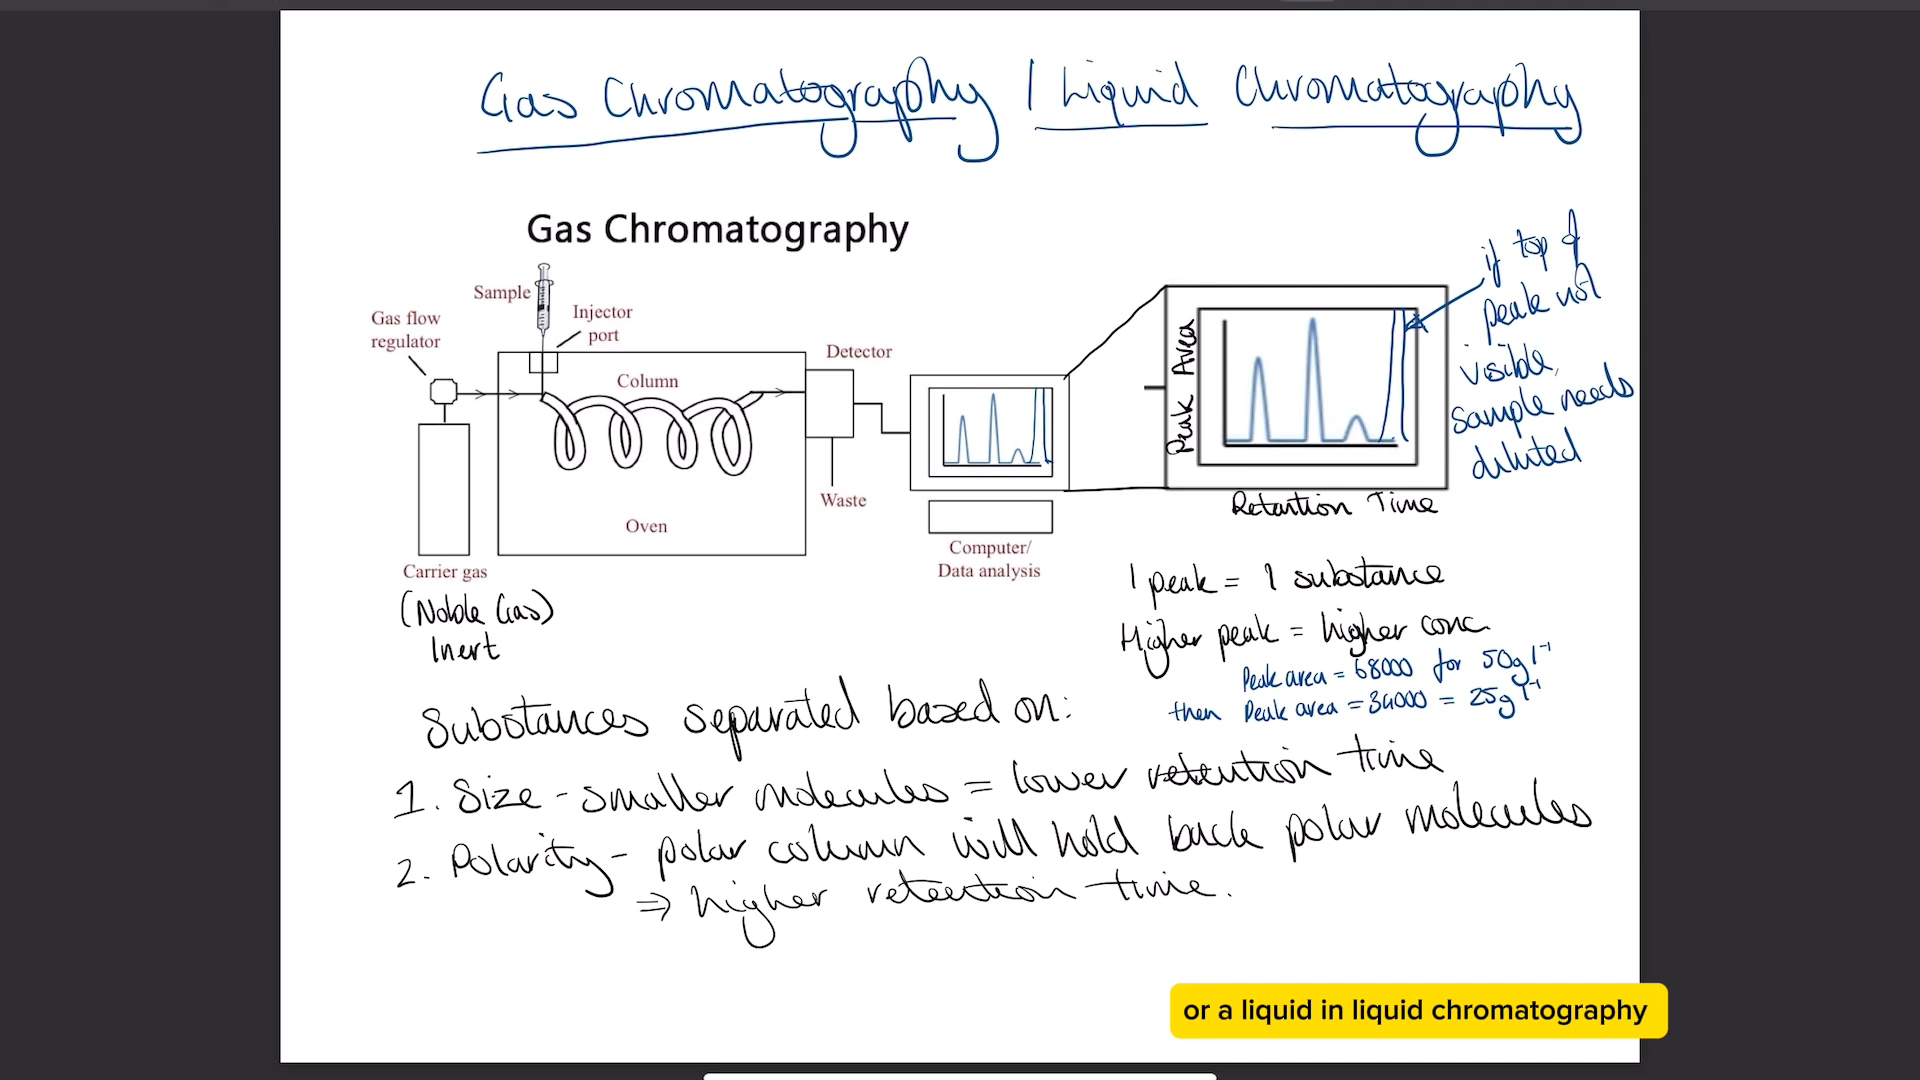 Gas Chromatography / Liquid Chromatography
Gas Chromatography
Sample
Injector
port
Gas flow
regulator
Column
Detector
Oven
Waste
Carrier gas
(Noble Gas)
Inert
Computer/
Data analysis
Peak Area
Retention Time
if top of
peak not
visible,
sample needs
diluted
1 peak = 1 substance
Higher peak = higher conc.
Peak area = 68000 for 50g l⁻¹
then Peak area = 34000 = 25g l⁻¹
Substances separated based on:
1. Size - smaller molecules = lower retention time
2. Polarity - polar column will hold back polar molecules
⇒ higher retention time.
or a liquid in liquid chromatography